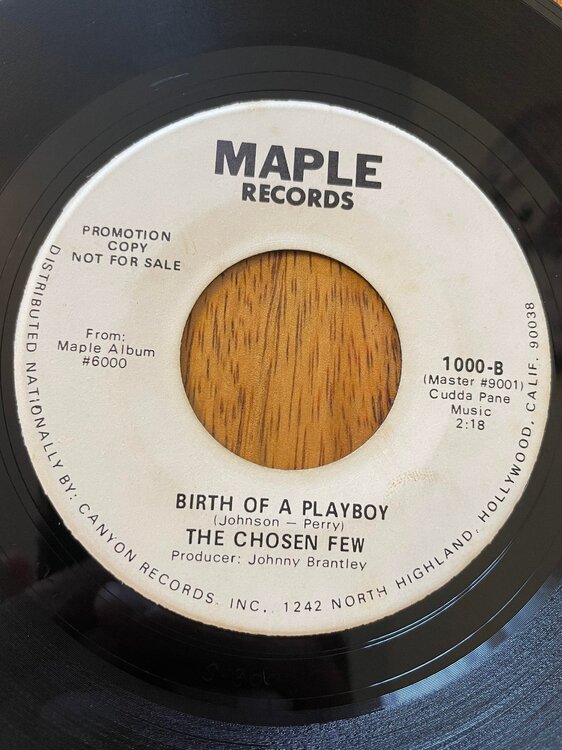 MAPLE
RECORDS
PROMOTION
COPY
NOT FOR SALE
From:
Maple Album
#6000
1000-B
(Master #9001)
Cudda Pane
Music
2:18
BIRTH OF A PLAYBOY
(Johnson — Perry)
THE CHOSEN FEW
Producer: Johnny Brantley
DISTRIBUTED NATIONALLY BY: CANYON RECORDS, INC., 1242 NORTH HIGHLAND, HOLLYWOOD, CALIF. 90038